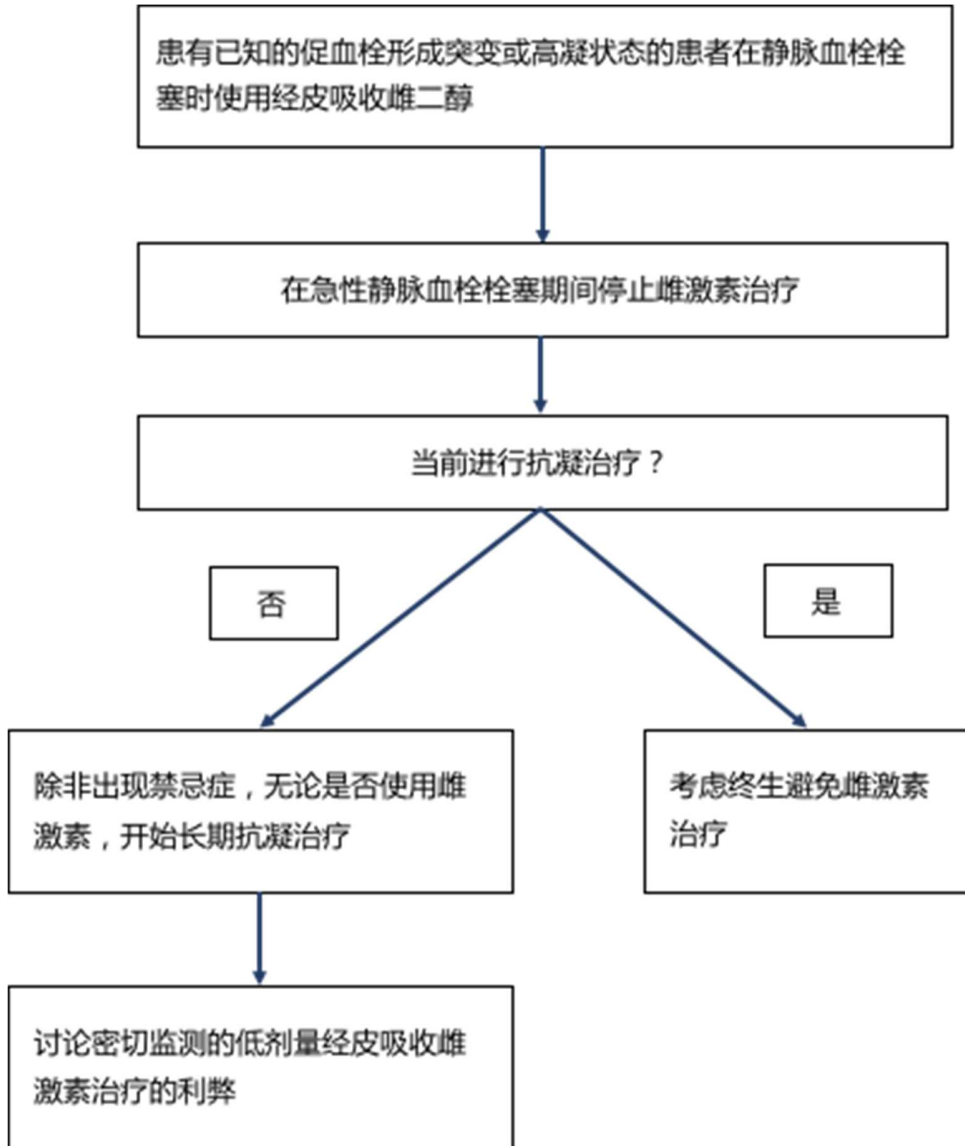 患有已知的促血栓形成突变或高凝状态的患者在静脉血栓栓
塞时使用经皮吸收雌二醇
在急性静脉血栓栓塞期间停止雌激素治疗
当前进行抗凝治疗？
否
是
除非出现禁忌症，无论是否使用雌
激素，开始长期抗凝治疗
考虑终生避免雌激素
治疗
讨论密切监测的低剂量经皮吸收雌
激素治疗的利弊